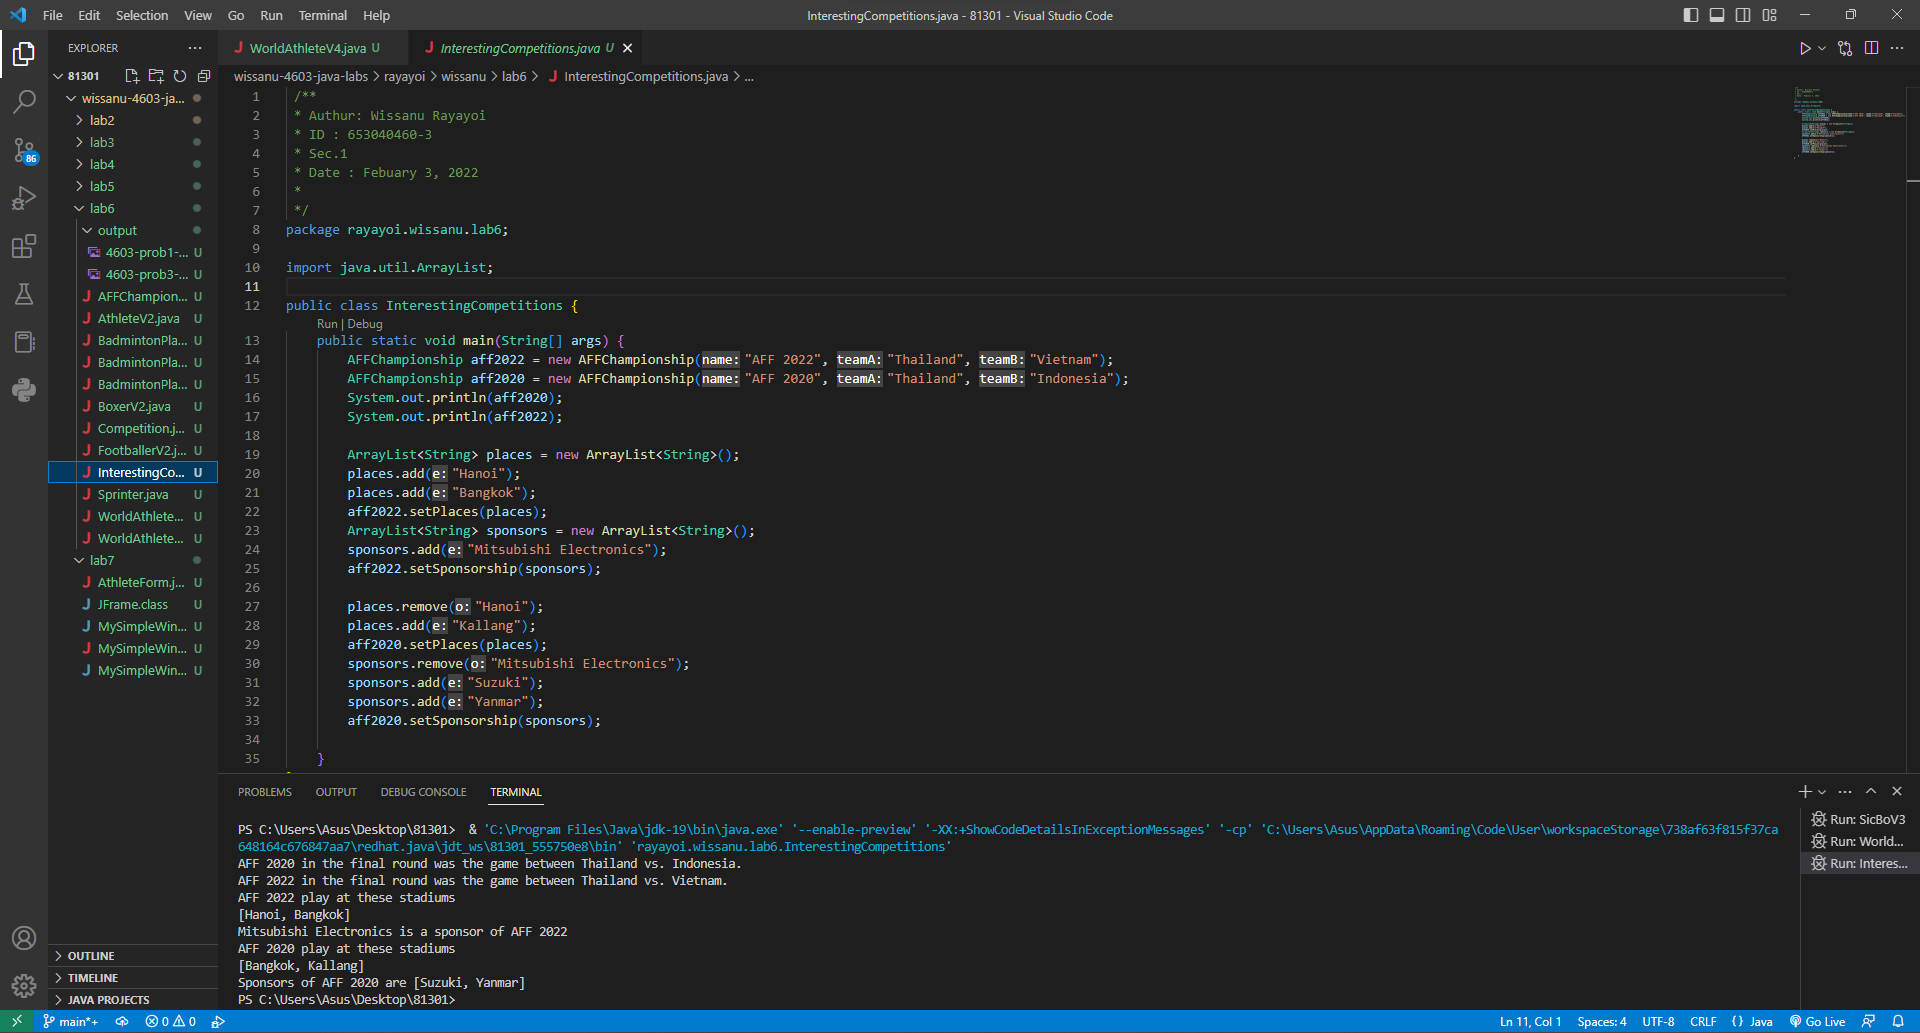 File Edit Selection View Go Run Terminal Help
InterestingCompetitions.java - 81301 - Visual Studio Code
EXPLORER
81301
wissanu-4603-ja...
lab2
lab3
lab4
lab5
lab6
output
4603-prob1-... U
4603-prob3-... U
AFFChampion... U
AthleteV2.java U
BadmintonPla... U
BadmintonPla... U
BadmintonPla... U
BoxerV2.java U
Competition.j... U
FootballerV2.j... U
InterestingCo... U
Sprinter.java U
WorldAthlete... U
WorldAthlete... U
lab7
AthleteForm.j... U
JFrame.class U
MySimpleWin... U
MySimpleWin... U
MySimpleWin... U
OUTLINE
TIMELINE
JAVA PROJECTS
86
WorldAthleteV4.java U
InterestingCompetitions.java U
wissanu-4603-java-labs > rayayoi > wissanu > lab6 > InterestingCompetitions.java > ...
1 /**
2 * Authur: Wissanu Rayayoi
3 * ID : 653040460-3
4 * Sec.1
5 * Date : Febuary 3, 2022
6 *
7 */
8 package rayayoi.wissanu.lab6;
9
10 import java.util.ArrayList;
11
12 public class InterestingCompetitions {
Run | Debug
13 public static void main(String[] args) {
14 AFFChampionship aff2022 = new AFFChampionship(name: "AFF 2022", teamA: "Thailand", teamB: "Vietnam");
15 AFFChampionship aff2020 = new AFFChampionship(name: "AFF 2020", teamA: "Thailand", teamB: "Indonesia");
16 System.out.println(aff2020);
17 System.out.println(aff2022);
18
19 ArrayList<String> places = new ArrayList<String>();
20 places.add(e: "Hanoi");
21 places.add(e: "Bangkok");
22 aff2022.setPlaces(places);
23 ArrayList<String> sponsors = new ArrayList<String>();
24 sponsors.add(e: "Mitsubishi Electronics");
25 aff2022.setSponsorship(sponsors);
26
27 places.remove(o: "Hanoi");
28 places.add(e: "Kallang");
29 aff2020.setPlaces(places);
30 sponsors.remove(o: "Mitsubishi Electronics");
31 sponsors.add(e: "Suzuki");
32 sponsors.add(e: "Yanmar");
33 aff2020.setSponsorship(sponsors);
34
35 }
PROBLEMS OUTPUT DEBUG CONSOLE TERMINAL
PS C:\Users\Asus\Desktop\81301> & 'C:\Program Files\Java\jdk-19\bin\java.exe' '--enable-preview' '-XX:+ShowCodeDetailsInExceptionMessages' '-cp' 'C:\Users\Asus\AppData\Roaming\Code\User\workspaceStorage\738af63f815f37ca
648164c676847aa7\redhat.java\jdt_ws\81301_555750e8\bin' 'rayayoi.wissanu.lab6.InterestingCompetitions'
AFF 2020 in the final round was the game between Thailand vs. Indonesia.
AFF 2022 in the final round was the game between Thailand vs. Vietnam.
AFF 2022 play at these stadiums
[Hanoi, Bangkok]
Mitsubishi Electronics is a sponsor of AFF 2022
AFF 2020 play at these stadiums
[Bangkok, Kallang]
Sponsors of AFF 2020 are [Suzuki, Yanmar]
PS C:\Users\Asus\Desktop\81301>
Run: SicBoV3
Run: World...
Run: Interes...
main*+ 0 0
Ln 11, Col 1 Spaces: 4 UTF-8 CRLF {} Java Go Live